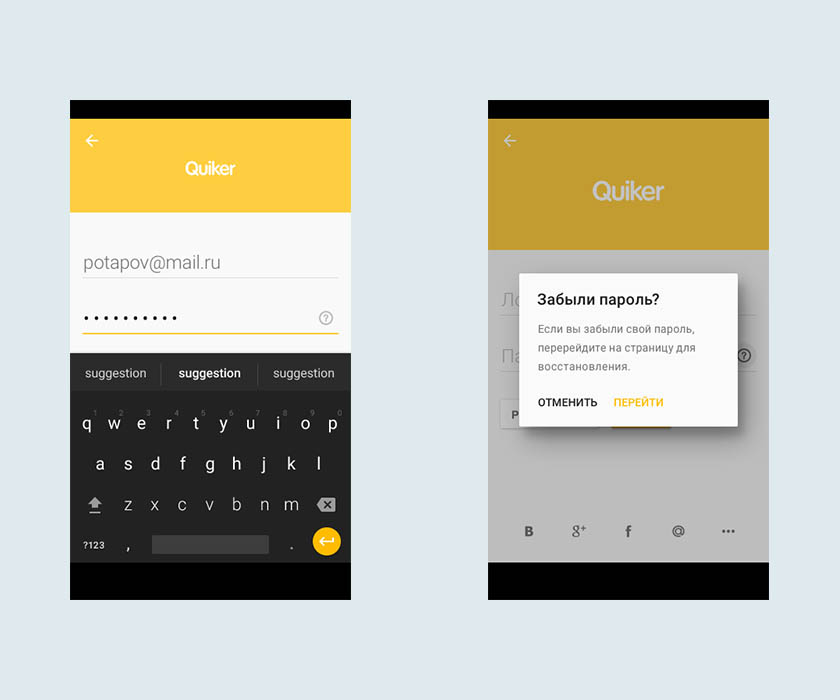 Quiker
potapov@mail.ru
suggestion suggestion suggestion
1 2 3 4 5 6 7 8 9 0
q w e r t y u i o p
a s d f g h j k l
z x c v b n m
?123 , .
Quiker
Ло
Па
Забыли пароль?
Если вы забыли свой пароль,
перерейдите на страницу для
восстановления.
ОТМЕНИТЬ ПЕРЕЙТИ
Р
B g+ f @ •••